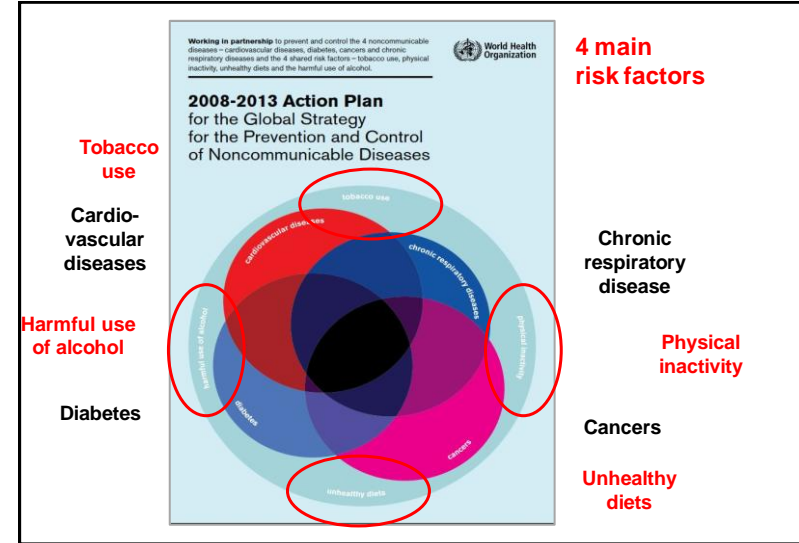 Working in partnership to prevent and control the 4 noncommunicable
diseases – cardiovascular diseases, diabetes, cancers and chronic
respiratory diseases and the 4 shared risk factors – tobacco use, physical
inactivity, unhealthy diets and the harmful use of alcohol.
World Health
Organization
4 main
risk factors
2008-2013 Action Plan
for the Global Strategy
for the Prevention and Control
of Noncommunicable Diseases
Tobacco
use
Cardio-
vascular
diseases
Harmful use
of alcohol
Diabetes
tobacco use
cardiovascular diseases
chronic respiratory diseases
harmful use of alcohol
physical inactivity
diabetes
cancers
unhealthy diets
Chronic
respiratory
disease
Physical
inactivity
Cancers
Unhealthy
diets